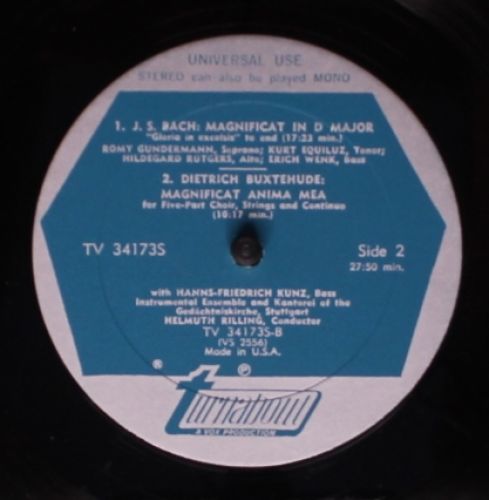 UNIVERSAL USE
STEREO can also be played MONO
1. J. S. BACH: MAGNIFICAT IN D MAJOR
"Gloria in excelsis" to end (17:23 min.)
ROMY GUNDERMANN, Soprano; KURT EQUILUZ, Tenor;
HILDEGARD RUTGERS, Alto; ERICH WENK, Bass
2. DIETRICH BUXTEHUDE:
MAGNIFICAT ANIMA MEA
for Five-Part Choir, Strings and Continuo
(10:17 min.)
TV 34173S
Side 2
27:50 min.
with HANNS-FRIEDRICH KUNZ, Bass
Instrumental Ensemble and Kantorei of the
Gedächtniskirche, Stuttgart
HELMUTH RILLING, Conductor
TV 34173S-B
(VS 2556)
Made in U.S.A.
® ℗
turnabout
A VOX PRODUCTION